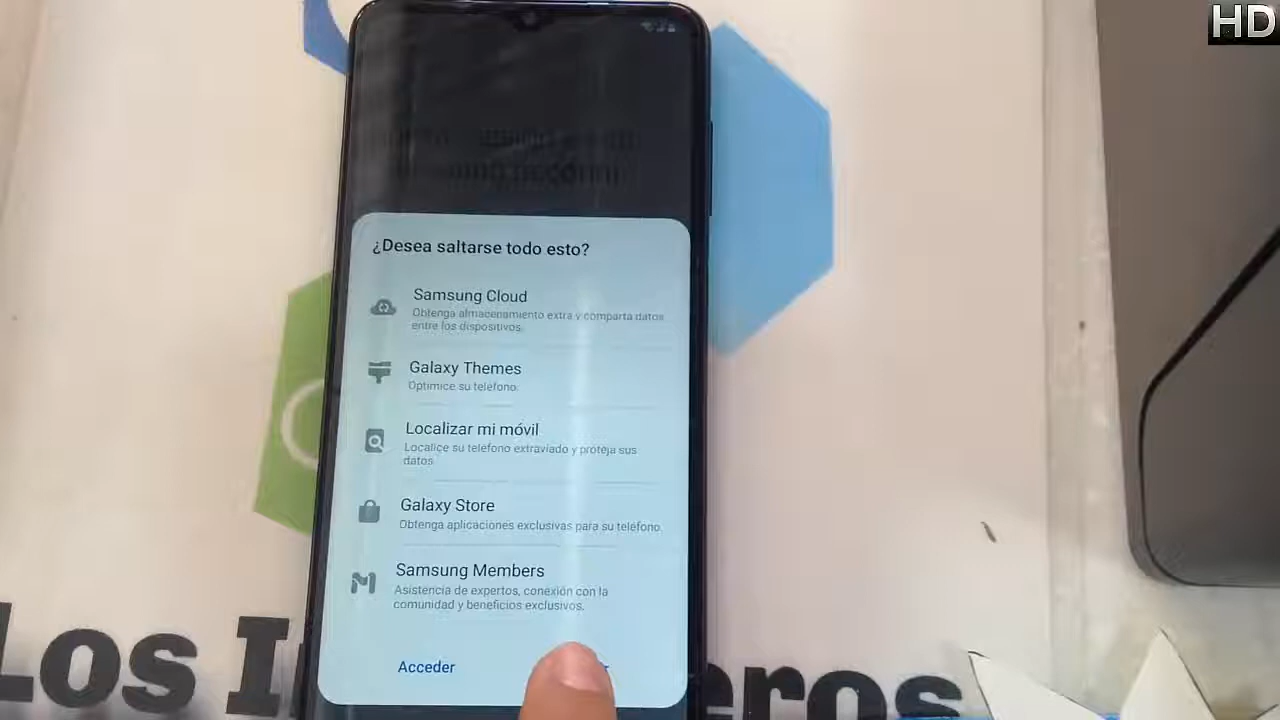 HD
¿Desea saltarse todo esto?
Samsung Cloud
Obtenga almacenamiento extra y comparta datos
entre los dispositivos.
Galaxy Themes
Optimice su teléfono.
Localizar mi móvil
Localice su teléfono extraviado y proteja sus
datos.
Galaxy Store
Obtenga aplicaciones exclusivas para su teléfono.
Samsung Members
Asistencia de expertos, conexión con la
comunidad y beneficios exclusivos.
Acceder
Los I eros